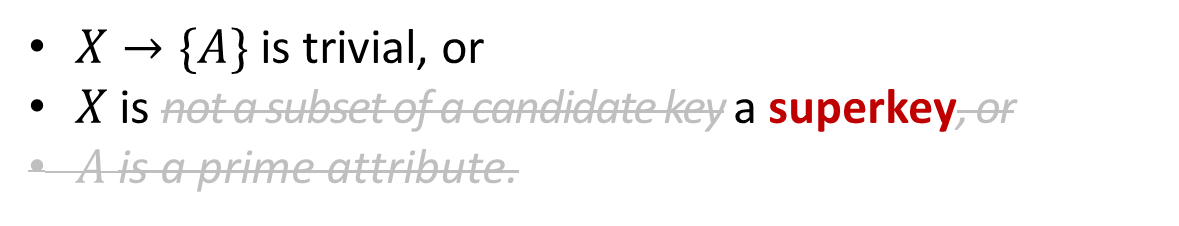 • X → {A} is trivial, or
• X is not a subset of a candidate key a superkey, or
• A is a prime attribute.